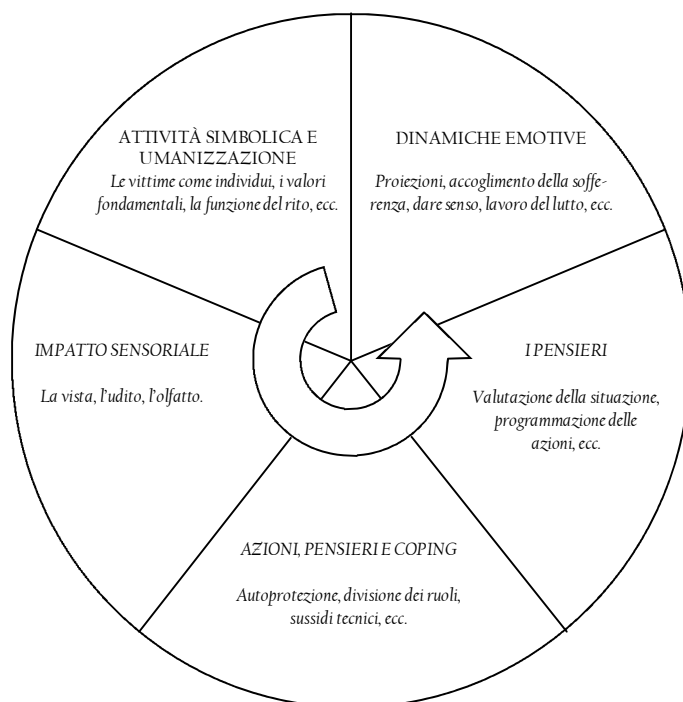 ATTIVITÀ SIMBOLICA E
UMANIZZAZIONE
Le vittime come individui, i valori
fondamentali, la funzione del rito, ecc.
DINAMICHE EMOTIVE
Proiezioni, accoglimento della soffe-
renza, dare senso, lavoro del lutto, ecc.
IMPATTO SENSORIALE
La vista, l'udito, l'olfatto.
I PENSIERI
Valutazione della situazione,
programmazione delle
azioni, ecc.
AZIONI, PENSIERI E COPING
Autoprotezione, divisione dei ruoli,
sussidi tecnici, ecc.